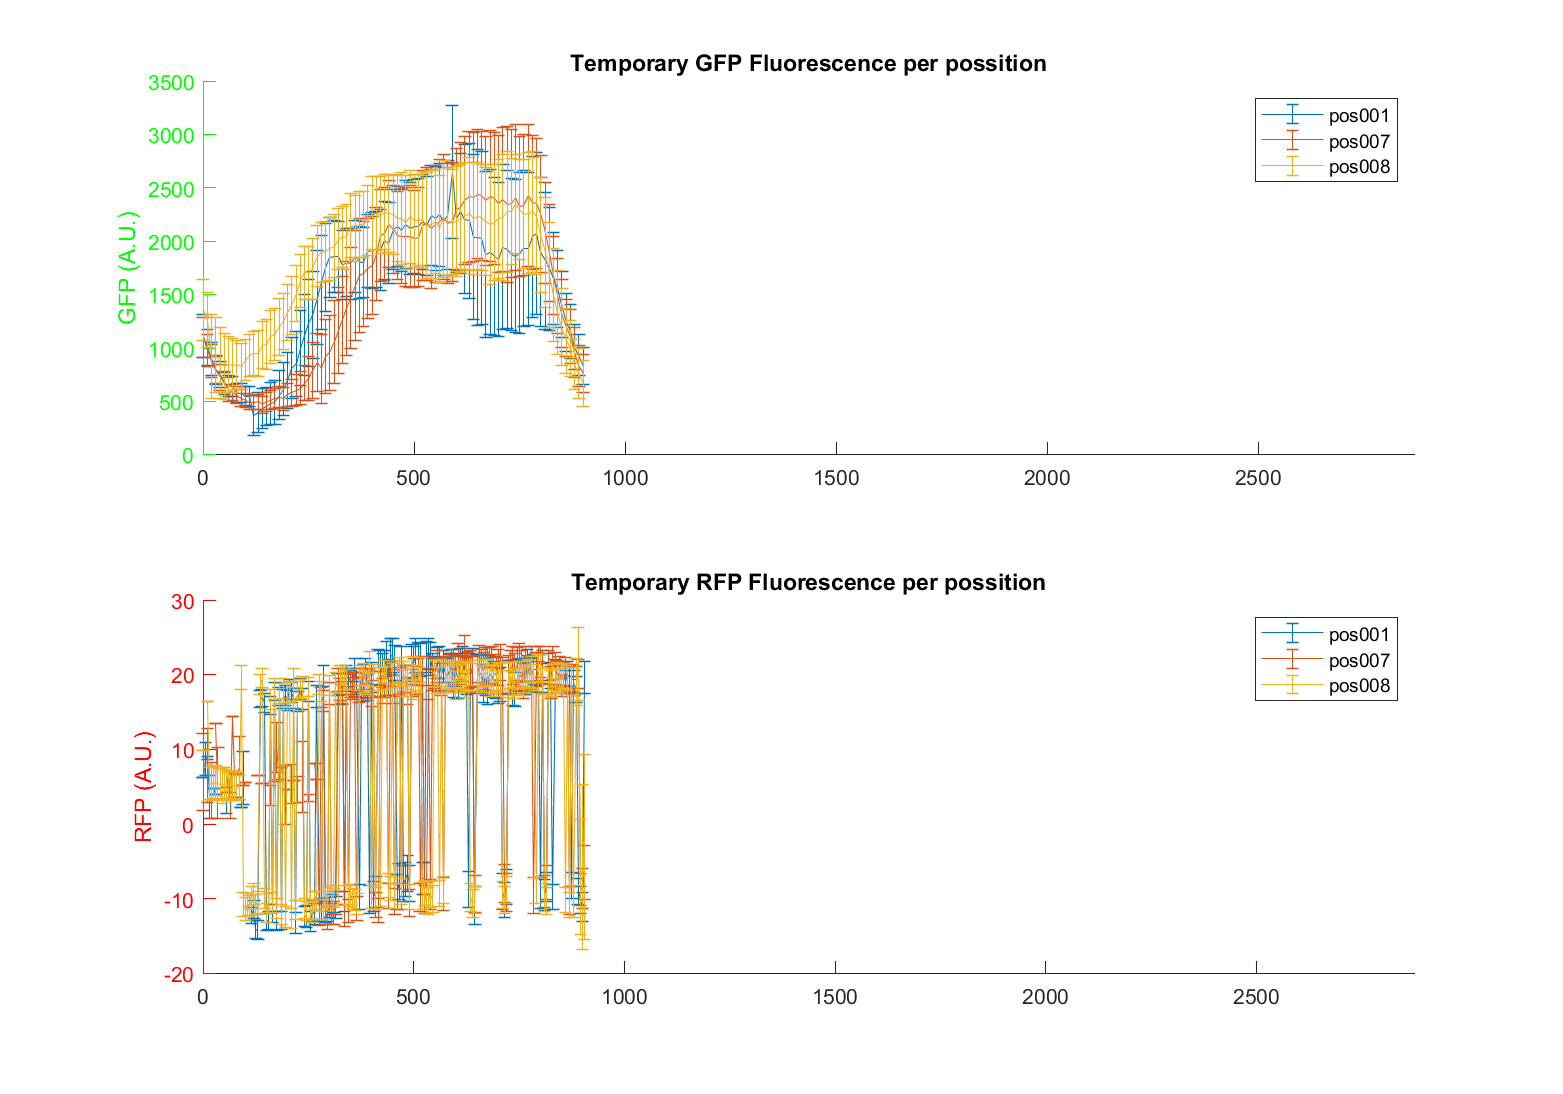 Temporary GFP Fluorescence per possition
3500
3000
2500
2000
1500
1000
500
0
GFP (A.U.)
0 500 1000 1500 2000 2500
pos001
pos007
pos008
Temporary RFP Fluorescence per possition
30
20
10
0
-10
-20
RFP (A.U.)
0 500 1000 1500 2000 2500
pos001
pos007
pos008